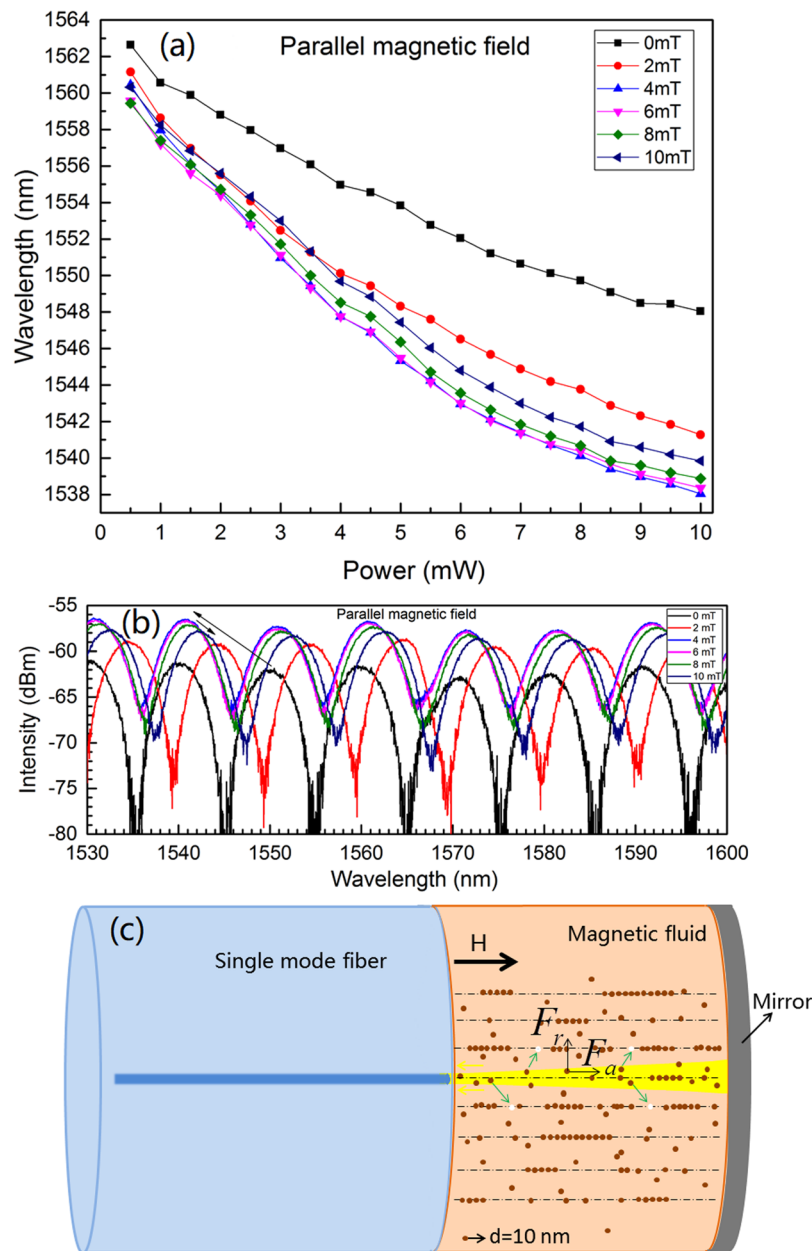 (a)
Parallel magnetic field
0mT
2mT
4mT
6mT
8mT
10mT
Wavelength (nm)
1564
1562
1560
1558
1556
1554
1552
1550
1548
1546
1544
1542
1540
1538
0 1 2 3 4 5 6 7 8 9 10
Power (mW)
(b)
Parallel magnetic field
0 mT
2 mT
4 mT
6 mT
8 mT
10 mT
Intensity (dBm)
-55
-60
-65
-70
-75
-80
1530 1540 1550 1560 1570 1580 1590 1600
Wavelength (nm)
(c)
Single mode fiber
H
Magnetic fluid
Mirror
F r
F a
d=10 nm